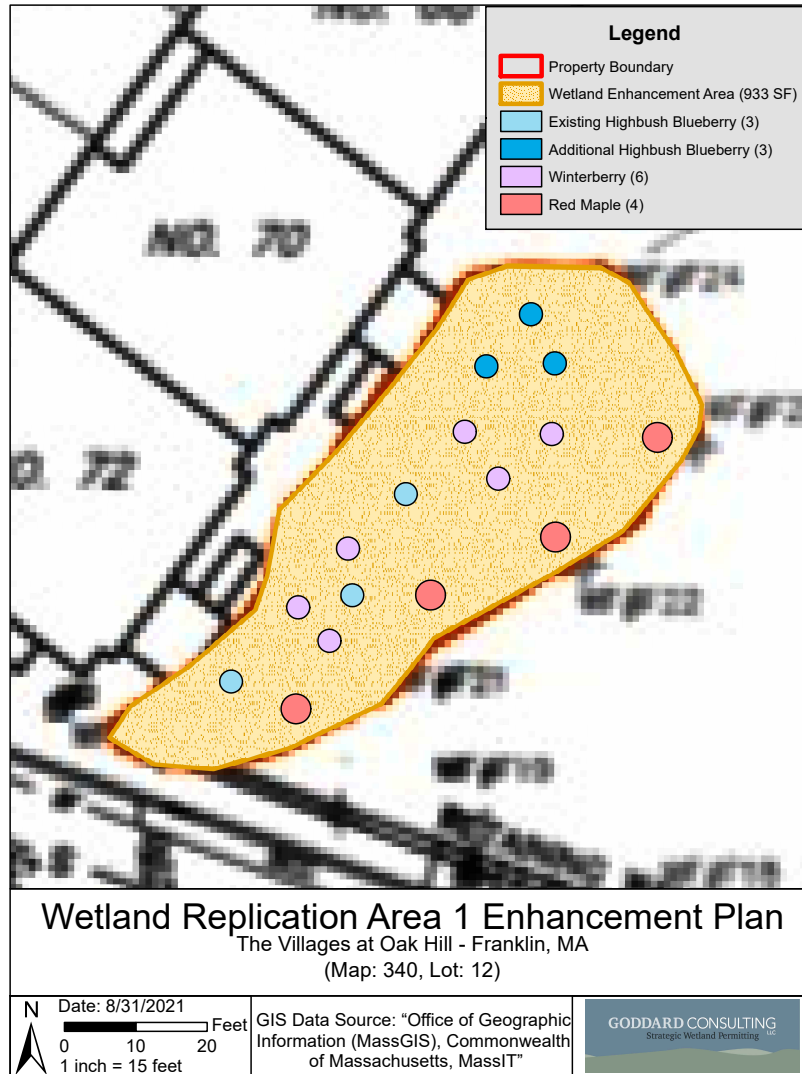 Legend
Property Boundary
Wetland Enhancement Area (933 SF)
Existing Highbush Blueberry (3)
Additional Highbush Blueberry (3)
Winterberry (6)
Red Maple (4)
NO. 70
NO. 72
Wetland Replication Area 1 Enhancement Plan
The Villages at Oak Hill - Franklin, MA
(Map: 340, Lot: 12)
N
Date: 8/31/2021
Feet
0 10 20
1 inch = 15 feet
GIS Data Source: “Office of Geographic
Information (MassGIS), Commonwealth
of Massachusetts, MassIT”
GODDARD CONSULTING
LLC
Strategic Wetland Permitting